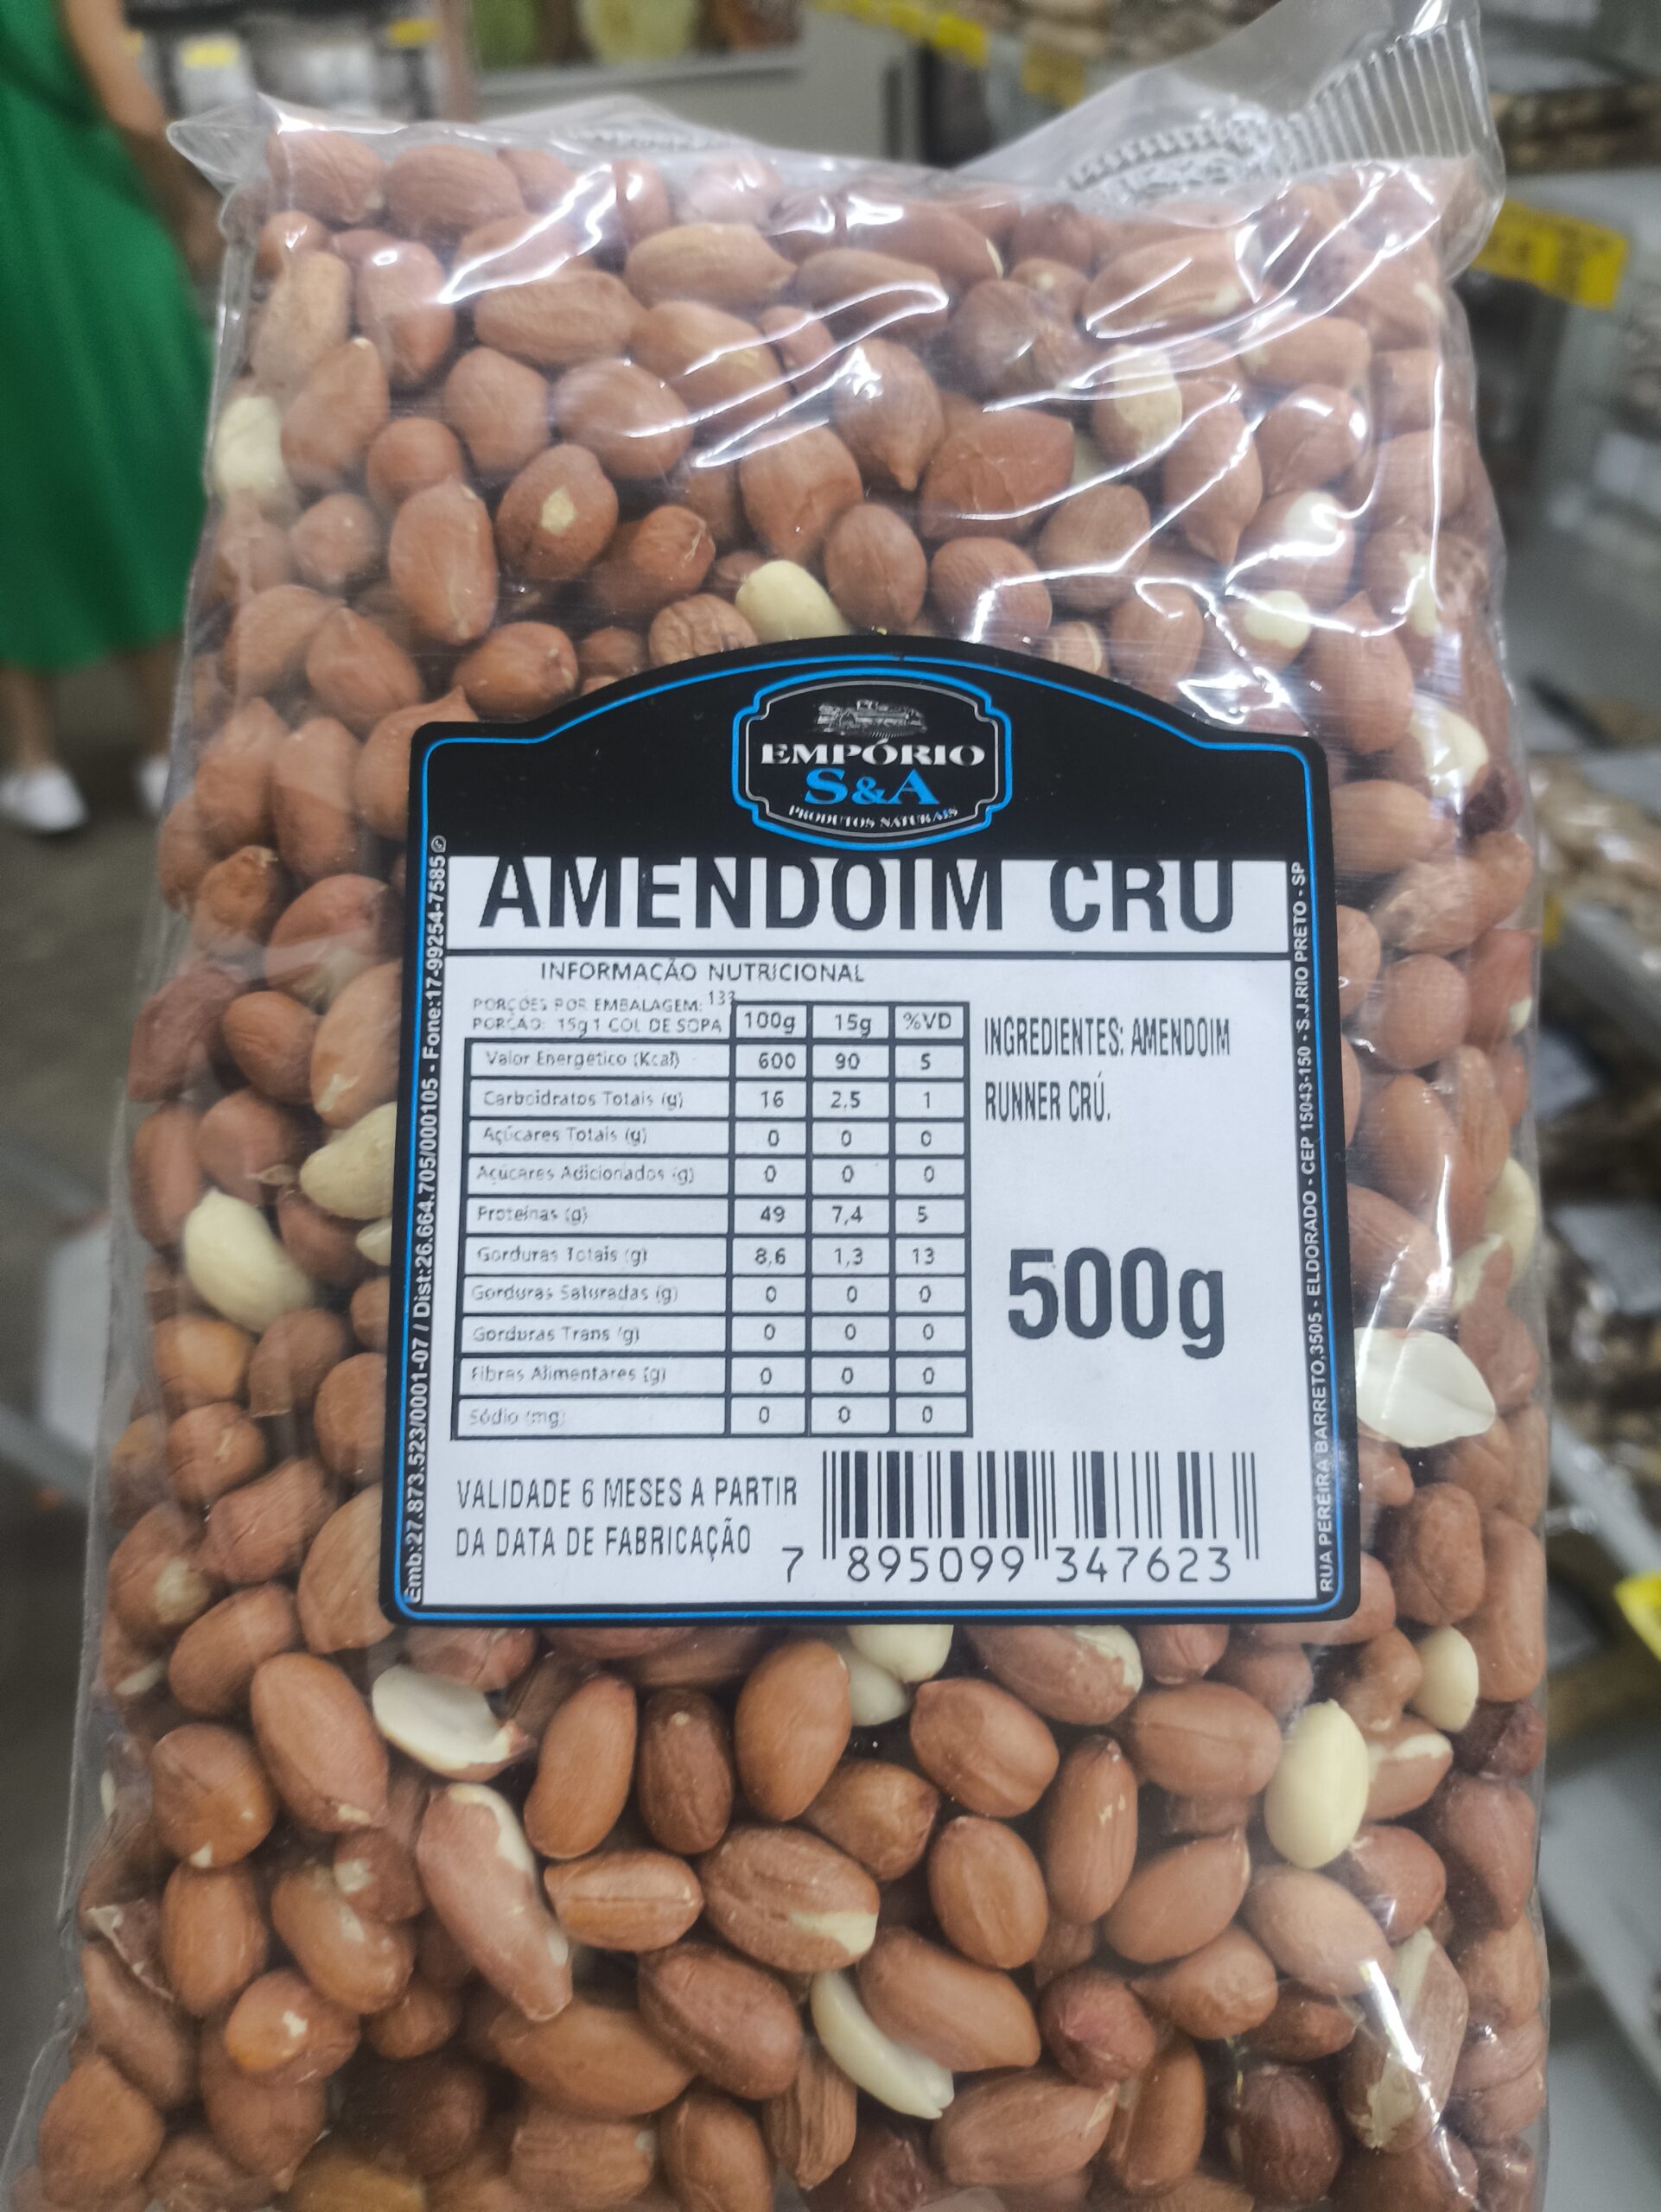 EMPÓRIO
S&A
PRODUTOS NATURAIS
AMENDOIM CRU
INFORMAÇÃO NUTRICIONAL
PORÇÕES POR EMBALAGEM: 133
PORÇÃO: 15g 1 COL DE SOPA 100g 15g %VD
Valor Energetico (Kcal) 600 90 5
Carboidratos Totais (g) 16 2,5 1
Açúcares Totais (g) 0 0 0
Açúcares Adicionados (g) 0 0 0
Proteínas (g) 49 7,4 5
Gorduras Totais (g) 8,6 1,3 13
Gorduras Saturadas (g) 0 0 0
Gorduras Trans (g) 0 0 0
Fibras Alimentares (g) 0 0 0
Sódio (mg) 0 0 0
INGREDIENTES: AMENDOIM
RUNNER CRÚ.
500g
VALIDADE 6 MESES A PARTIR
DA DATA DE FABRICAÇÃO
7 895099 347623
Emb:27.873.523/0001-07 / Dist:26.664.705/000105 - Fone:17-99254-7585
RUA PEREIRA BARRETO,3505 - ELDORADO - CEP 15043-150 - S.J.RIO PRETO - SP